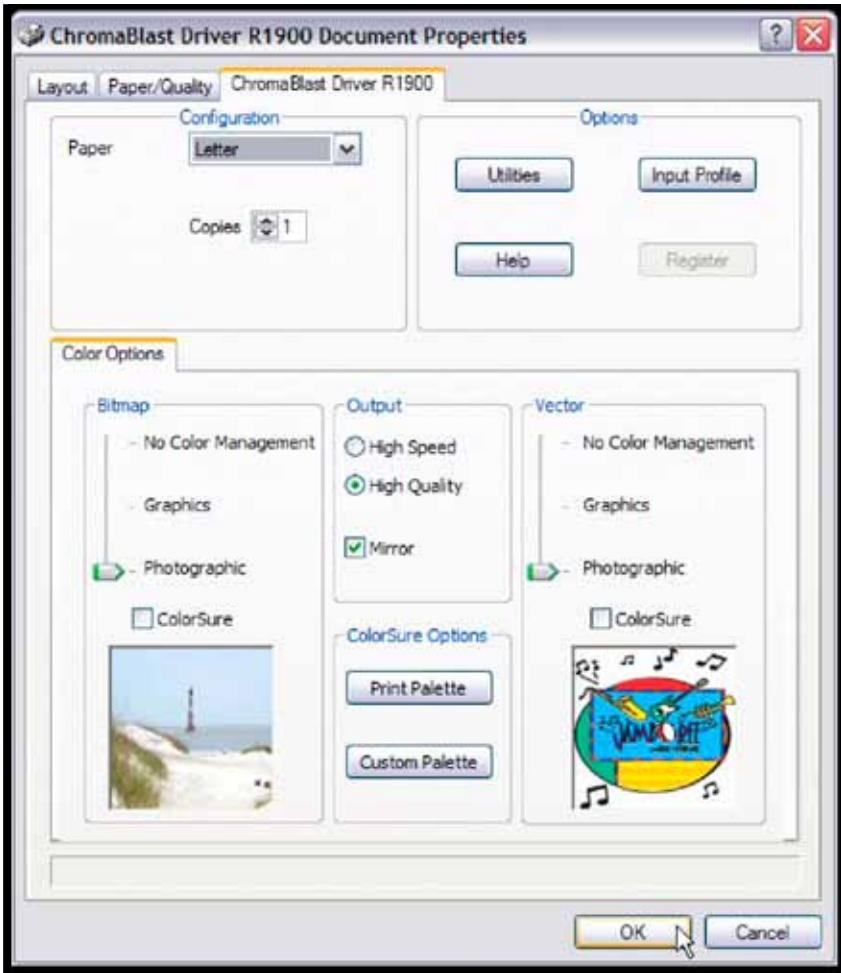 ChromaBlast Driver R1900 Document Properties
Layout
Paper/Quality
ChromaBlast Driver R1900
Configuration
Paper
Letter
Copies
1
Options
Utilities
Input Profile
Help
Register
Color Options
Bitmap
No Color Management
Graphics
Photographic
ColorSure
Output
High Speed
High Quality
Mirror
ColorSure Options
Print Palette
Custom Palette
Vector
No Color Management
Graphics
Photographic
ColorSure
JAMBOREE
OK
Cancel